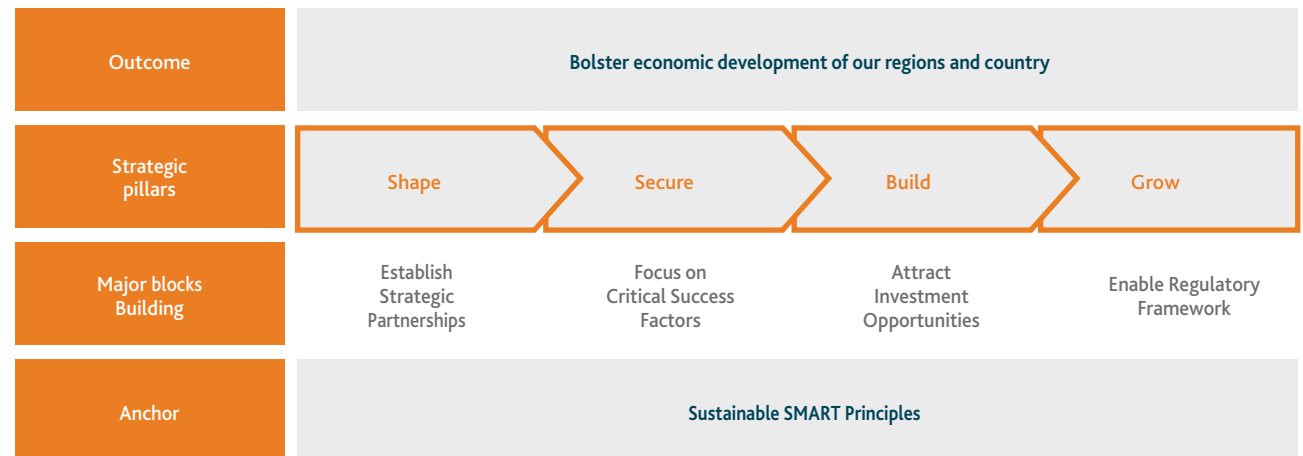 Outcome
Bolster economic development of our regions and country
Strategic
pillars
Shape
Secure
Build
Grow
Major blocks
Building
Establish
Strategic
Partnerships
Focus on
Critical Success
Factors
Attract
Investment
Opportunities
Enable Regulatory
Framework
Anchor
Sustainable SMART Principles